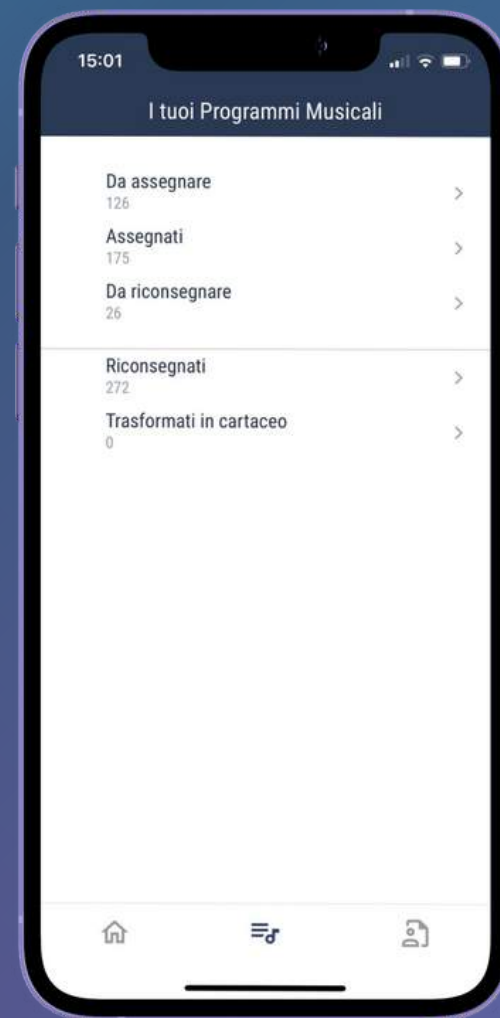 15:01
I tuoi Programmi Musicali
Da assegnare
126
Assegnati
175
Da riconsegnare
26
Riconsegnati
272
Trasformati in cartaceo
0